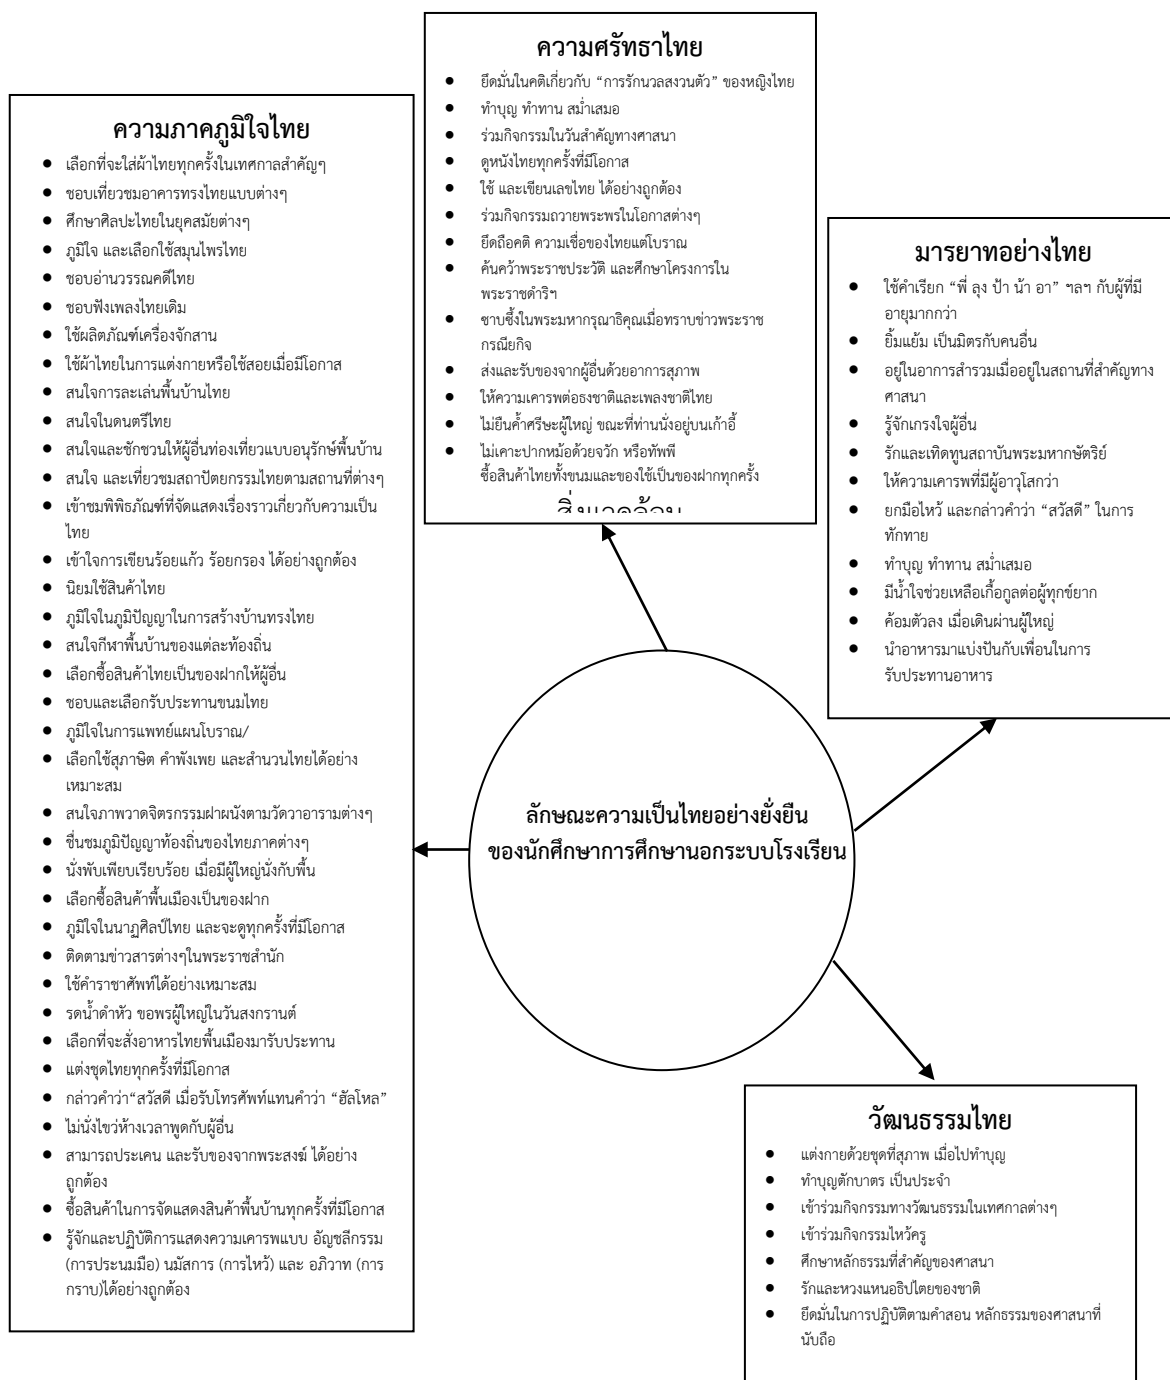 ความศรัทธาไทย
● ยึดมั่นในคติเกี่ยวกับ “การรักนวลสงวนตัว” ของหญิงไทย
● ทำบุญ ทำทาน สม่ำเสมอ
● ร่วมกิจกรรมในวันสำคัญทางศาสนา
● ดูหนังไทยทุกครั้งที่มีโอกาส
● ใช้ และเขียนเลขไทย ได้อย่างถูกต้อง
● ร่วมกิจกรรมถวายพระพรในโอกาสต่างๆ
● ยึดถือคติ ความเชื่อของไทยแต่โบราณ
● ค้นคว้าพระราชประวัติ และศึกษาโครงการใน
พระราชดำริฯ
● ซาบซึ้งในพระมหากรุณาธิคุณเมื่อทราบข่าวพระราช
กรณียกิจ
● ส่งและรับของจากผู้อื่นด้วยอาการสุภาพ
● ให้ความเคารพต่อธงชาติและเพลงชาติไทย
● ไม่ยืนค้ำศรีษะผู้ใหญ่ ขณะที่ท่านนั่งอยู่บนเก้าอี้
● ไม่เคาะปากหม้อด้วยจวัก หรือทัพพี
ซื้อสินค้าไทยทั้งขนมและของใช้เป็นของฝากทุกครั้ง
สิ่งแวดล้อม
ความภาคภูมิใจไทย
● เลือกที่จะใส่ผ้าไทยทุกครั้งในเทศกาลสำคัญๆ
● ชอบเที่ยวชมอาคารทรงไทยแบบต่างๆ
● ศึกษาศิลปะไทยในยุคสมัยต่างๆ
● ภูมิใจ และเลือกใช้สมุนไพรไทย
● ชอบอ่านวรรณคดีไทย
● ชอบฟังเพลงไทยเดิม
● ใช้ผลิตภัณฑ์เครื่องจักสาน
● ใช้ผ้าไทยในการแต่งกายหรือใช้สอยเมื่อมีโอกาส
● สนใจการละเล่นพื้นบ้านไทย
● สนใจในดนตรีไทย
● สนใจและชักชวนให้ผู้อื่นท่องเที่ยวแบบอนุรักษ์พื้นบ้าน
● สนใจ และเที่ยวชมสถาปัตยกรรมไทยตามสถานที่ต่างๆ
● เข้าชมพิพิธภัณฑ์ที่จัดแสดงเรื่องราวเกี่ยวกับความเป็น
ไทย
● เข้าใจการเขียนร้อยแก้ว ร้อยกรอง ได้อย่างถูกต้อง
● นิยมใช้สินค้าไทย
● ภูมิใจในภูมิปัญญาในการสร้างบ้านทรงไทย
● สนใจกีฬาพื้นบ้านของแต่ละท้องถิ่น
● เลือกซื้อสินค้าไทยเป็นของฝากให้ผู้อื่น
● ชอบและเลือกรับประทานขนมไทย
● ภูมิใจในการแพทย์แผนโบราณ/
● เลือกใช้สุภาษิต คำพังเพย และสำนวนไทยได้อย่าง
เหมาะสม
● สนใจภาพวาดจิตรกรรมฝาผนังตามวัดวาอารามต่างๆ
● ชื่นชมภูมิปัญญาท้องถิ่นของไทยภาคต่างๆ
● นั่งพับเพียบเรียบร้อย เมื่อมีผู้ใหญ่นั่งกับพื้น
● เลือกซื้อสินค้าพื้นเมืองเป็นของฝาก
● ภูมิใจในนาฏศิลป์ไทย และจะดูทุกครั้งที่มีโอกาส
● ติดตามข่าวสารต่างๆในพระราชสำนัก
● ใช้คำราชาศัพท์ได้อย่างเหมาะสม
● รดน้ำดำหัว ขอพรผู้ใหญ่ในวันสงกรานต์
● เลือกที่จะสั่งอาหารไทยพื้นเมืองมารับประทาน
● แต่งชุดไทยทุกครั้งที่มีโอกาส
● กล่าวคำว่า“สวัสดี เมื่อรับโทรศัพท์แทนคำว่า “ฮัลโหล”
● ไม่นั่งไขว่ห้างเวลาพูดกับผู้อื่น
● สามารถประเคน และรับของจากพระสงฆ์ ได้อย่าง
ถูกต้อง
● ซื้อสินค้าในการจัดแสดงสินค้าพื้นบ้านทุกครั้งที่มีโอกาส
● รู้จักและปฏิบัติการแสดงความเคารพแบบ อัญชลีกรรม
(การประนมมือ) นมัสการ (การไหว้) และ อภิวาท (การ
กราบ)ได้อย่างถูกต้อง
มารยาทอย่างไทย
● ใช้คำเรียก “พี่ ลุง ป้า น้า อา” ฯลฯ กับผู้ที่มี
อายุมากกว่า
● ยิ้มแย้ม เป็นมิตรกับคนอื่น
● อยู่ในอาการสำรวมเมื่ออยู่ในสถานที่สำคัญทาง
ศาสนา
● รู้จักเกรงใจผู้อื่น
● รักและเทิดทูนสถาบันพระมหากษัตริย์
● ให้ความเคารพที่มีผู้อาวุโสกว่า
● ยกมือไหว้ และกล่าวคำว่า “สวัสดี” ในการ
ทักทาย
● ทำบุญ ทำทาน สม่ำเสมอ
● มีน้ำใจช่วยเหลือเกื้อกูลต่อผู้ทุกข์ยาก
● ค้อมตัวลง เมื่อเดินผ่านผู้ใหญ่
● นำอาหารมาแบ่งปันกับเพื่อนในการ
รับประทานอาหาร
ลักษณะความเป็นไทยอย่างยั่งยืน
ของนักศึกษาการศึกษานอกระบบโรงเรียน
วัฒนธรรมไทย
● แต่งกายด้วยชุดที่สุภาพ เมื่อไปทำบุญ
● ทำบุญตักบาตร เป็นประจำ
● เข้าร่วมกิจกรรมทางวัฒนธรรมในเทศกาลต่างๆ
● เข้าร่วมกิจกรรมไหว้ครู
● ศึกษาหลักธรรมที่สำคัญของศาสนา
● รักและหวงแหนอธิปไตยของชาติ
● ยึดมั่นในการปฏิบัติตามคำสอน หลักธรรมของศาสนาที่
นับถือ